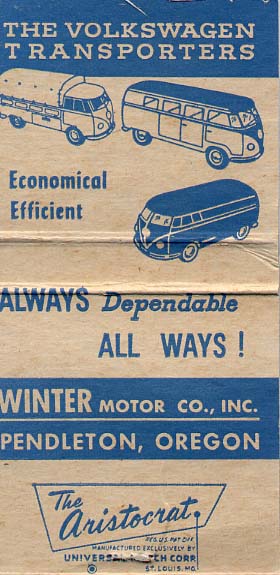 THE VOLKSWAGEN
TRANSPORTERS
Economical
Efficient
ALWAYS Dependable
ALL WAYS !
WINTER MOTOR CO., INC.
PENDLETON, OREGON
The
Aristocrat
REG. U.S. PAT. OFF.
MANUFACTURED EXCLUSIVELY BY
CORP.
ST. LOUIS, MO.